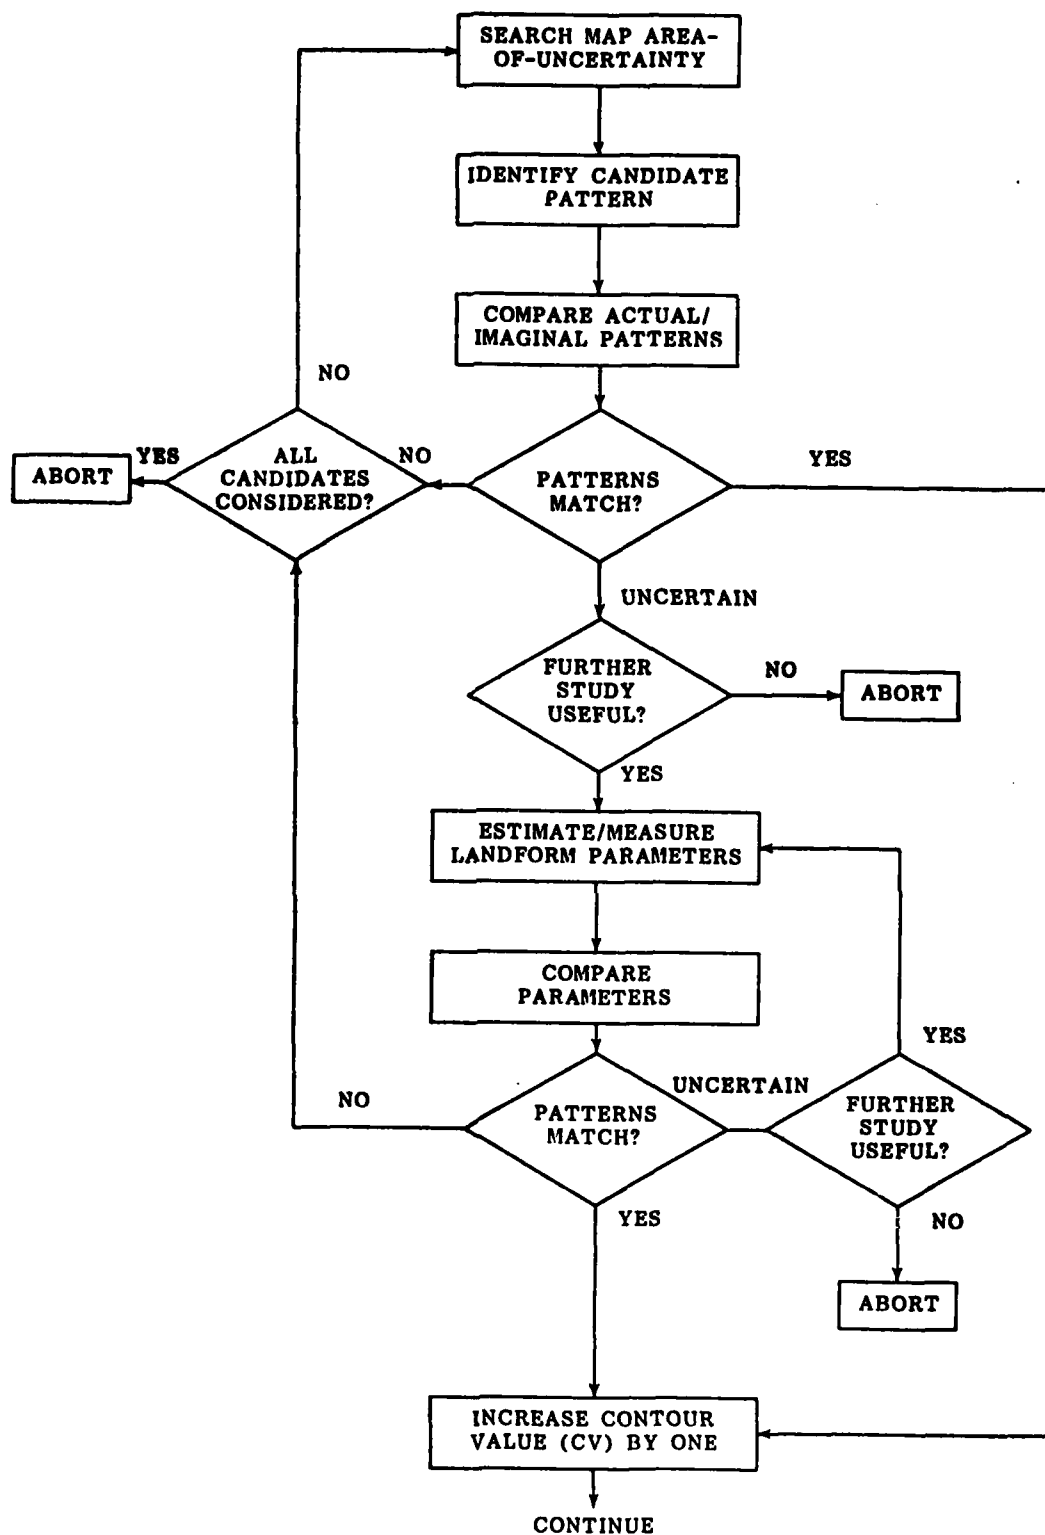 SEARCH MAP AREA-
OF-UNCERTAINTY
IDENTIFY CANDIDATE
PATTERN
COMPARE ACTUAL/
IMAGINAL PATTERNS
NO
ABORT
YES
ALL
CANDIDATES
CONSIDERED?
NO
PATTERNS
MATCH?
YES
UNCERTAIN
FURTHER
STUDY
USEFUL?
NO
ABORT
YES
ESTIMATE/MEASURE
LANDFORM PARAMETERS
COMPARE
PARAMETERS
YES
NO
PATTERNS
MATCH?
UNCERTAIN
FURTHER
STUDY
USEFUL?
YES
NO
ABORT
INCREASE CONTOUR
VALUE (CV) BY ONE
CONTINUE